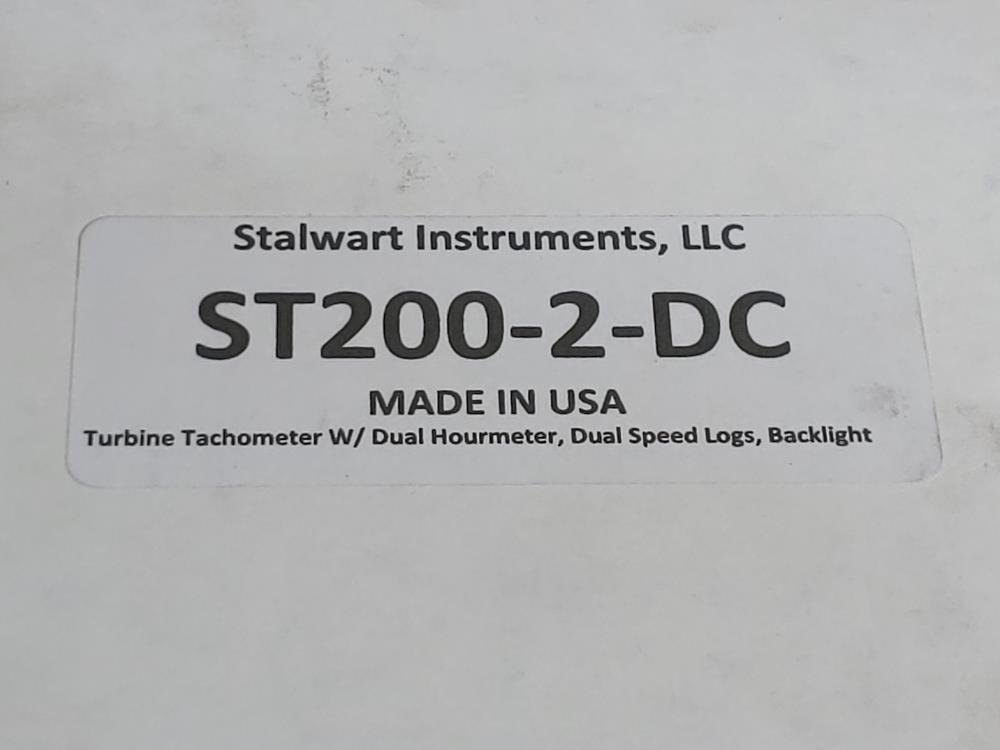 Stalwart Instruments, LLC
ST200-2-DC
MADE IN USA
Turbine Tachometer W/ Dual Hourmeter, Dual Speed Logs, Backlight